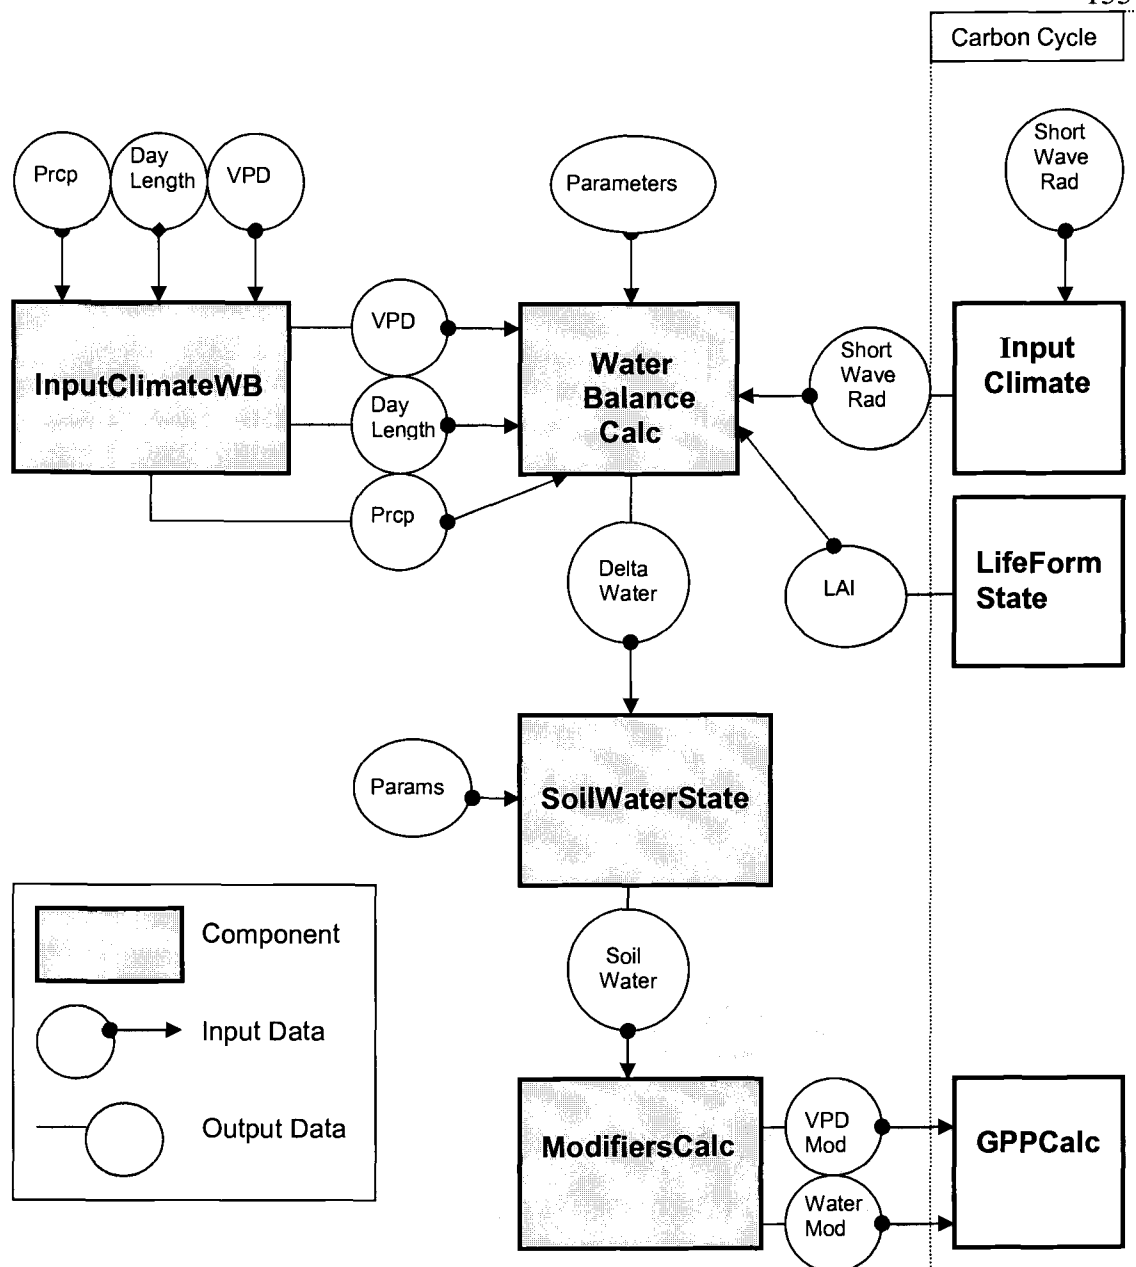 Carbon Cycle
Prcp
Day
Length
VPD
Parameters
Short
Wave
Rad
InputClimateWB
VPD
Day
Length
Prcp
Water
Balance
Calc
Short
Wave
Rad
Input
Climate
Delta
Water
LAI
LifeForm
State
Params
SoilWaterState
Soil
Water
Component
Input Data
Output Data
ModifiersCalc
VPD
Mod
Water
Mod
GPPCalc